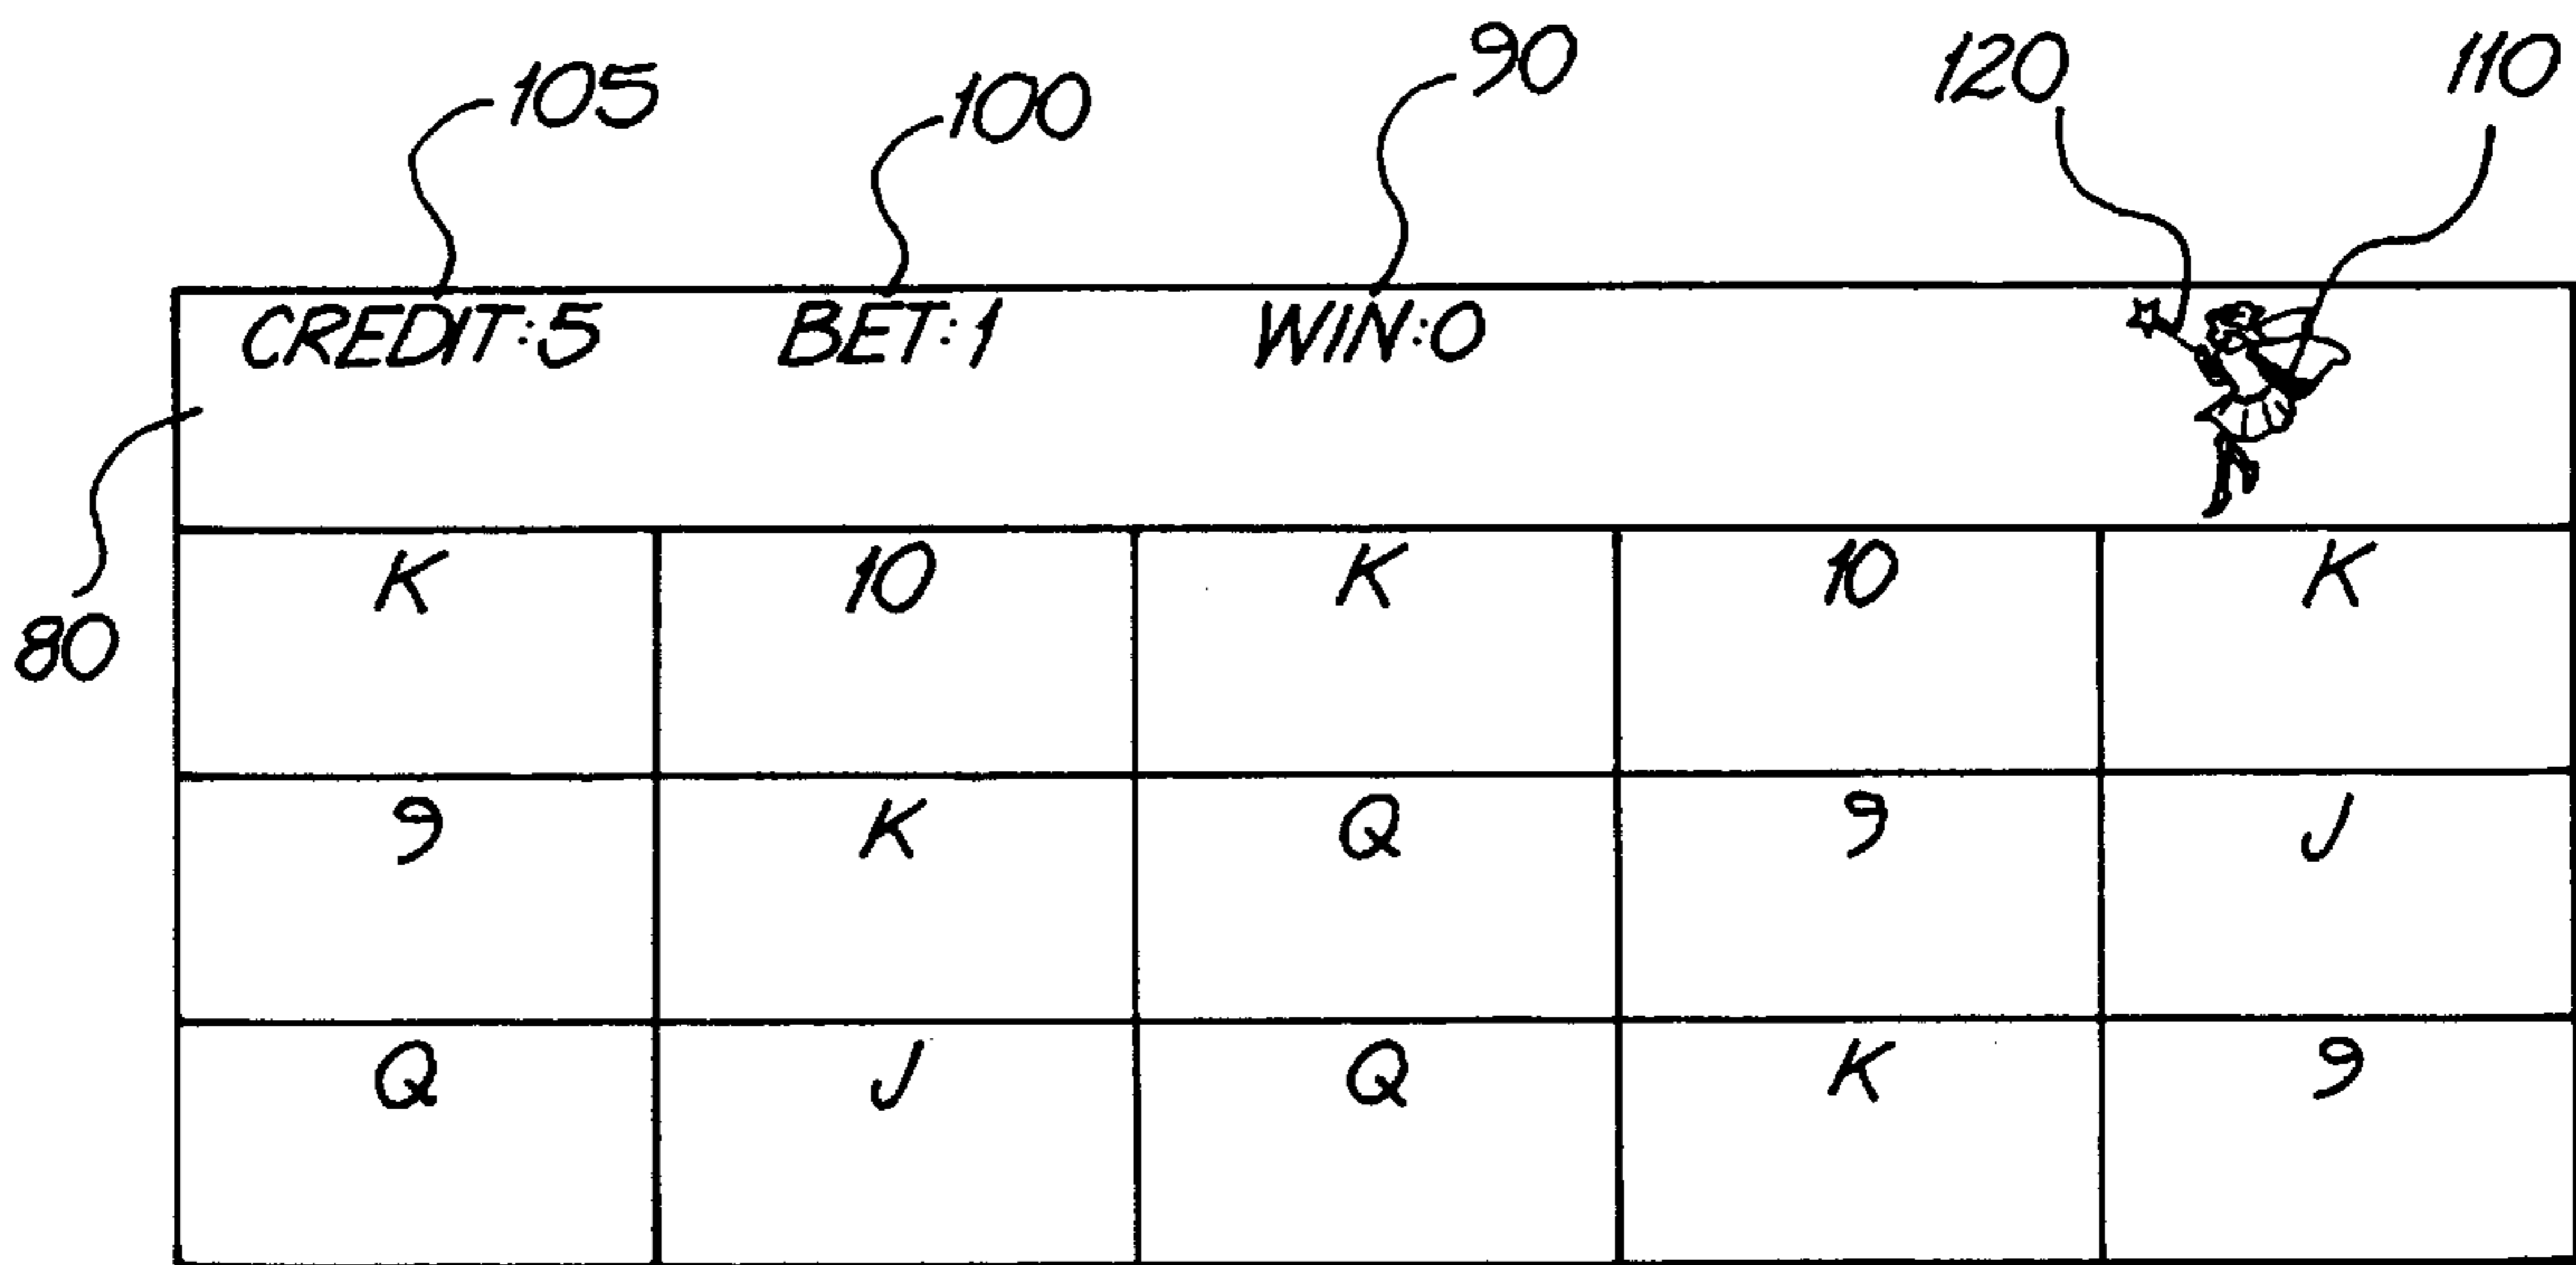 105 100 90 120 110
CREDIT:5 BET:1 WIN:0
80
K 10 K 10 K
9 K Q 9 J
Q J Q K 9